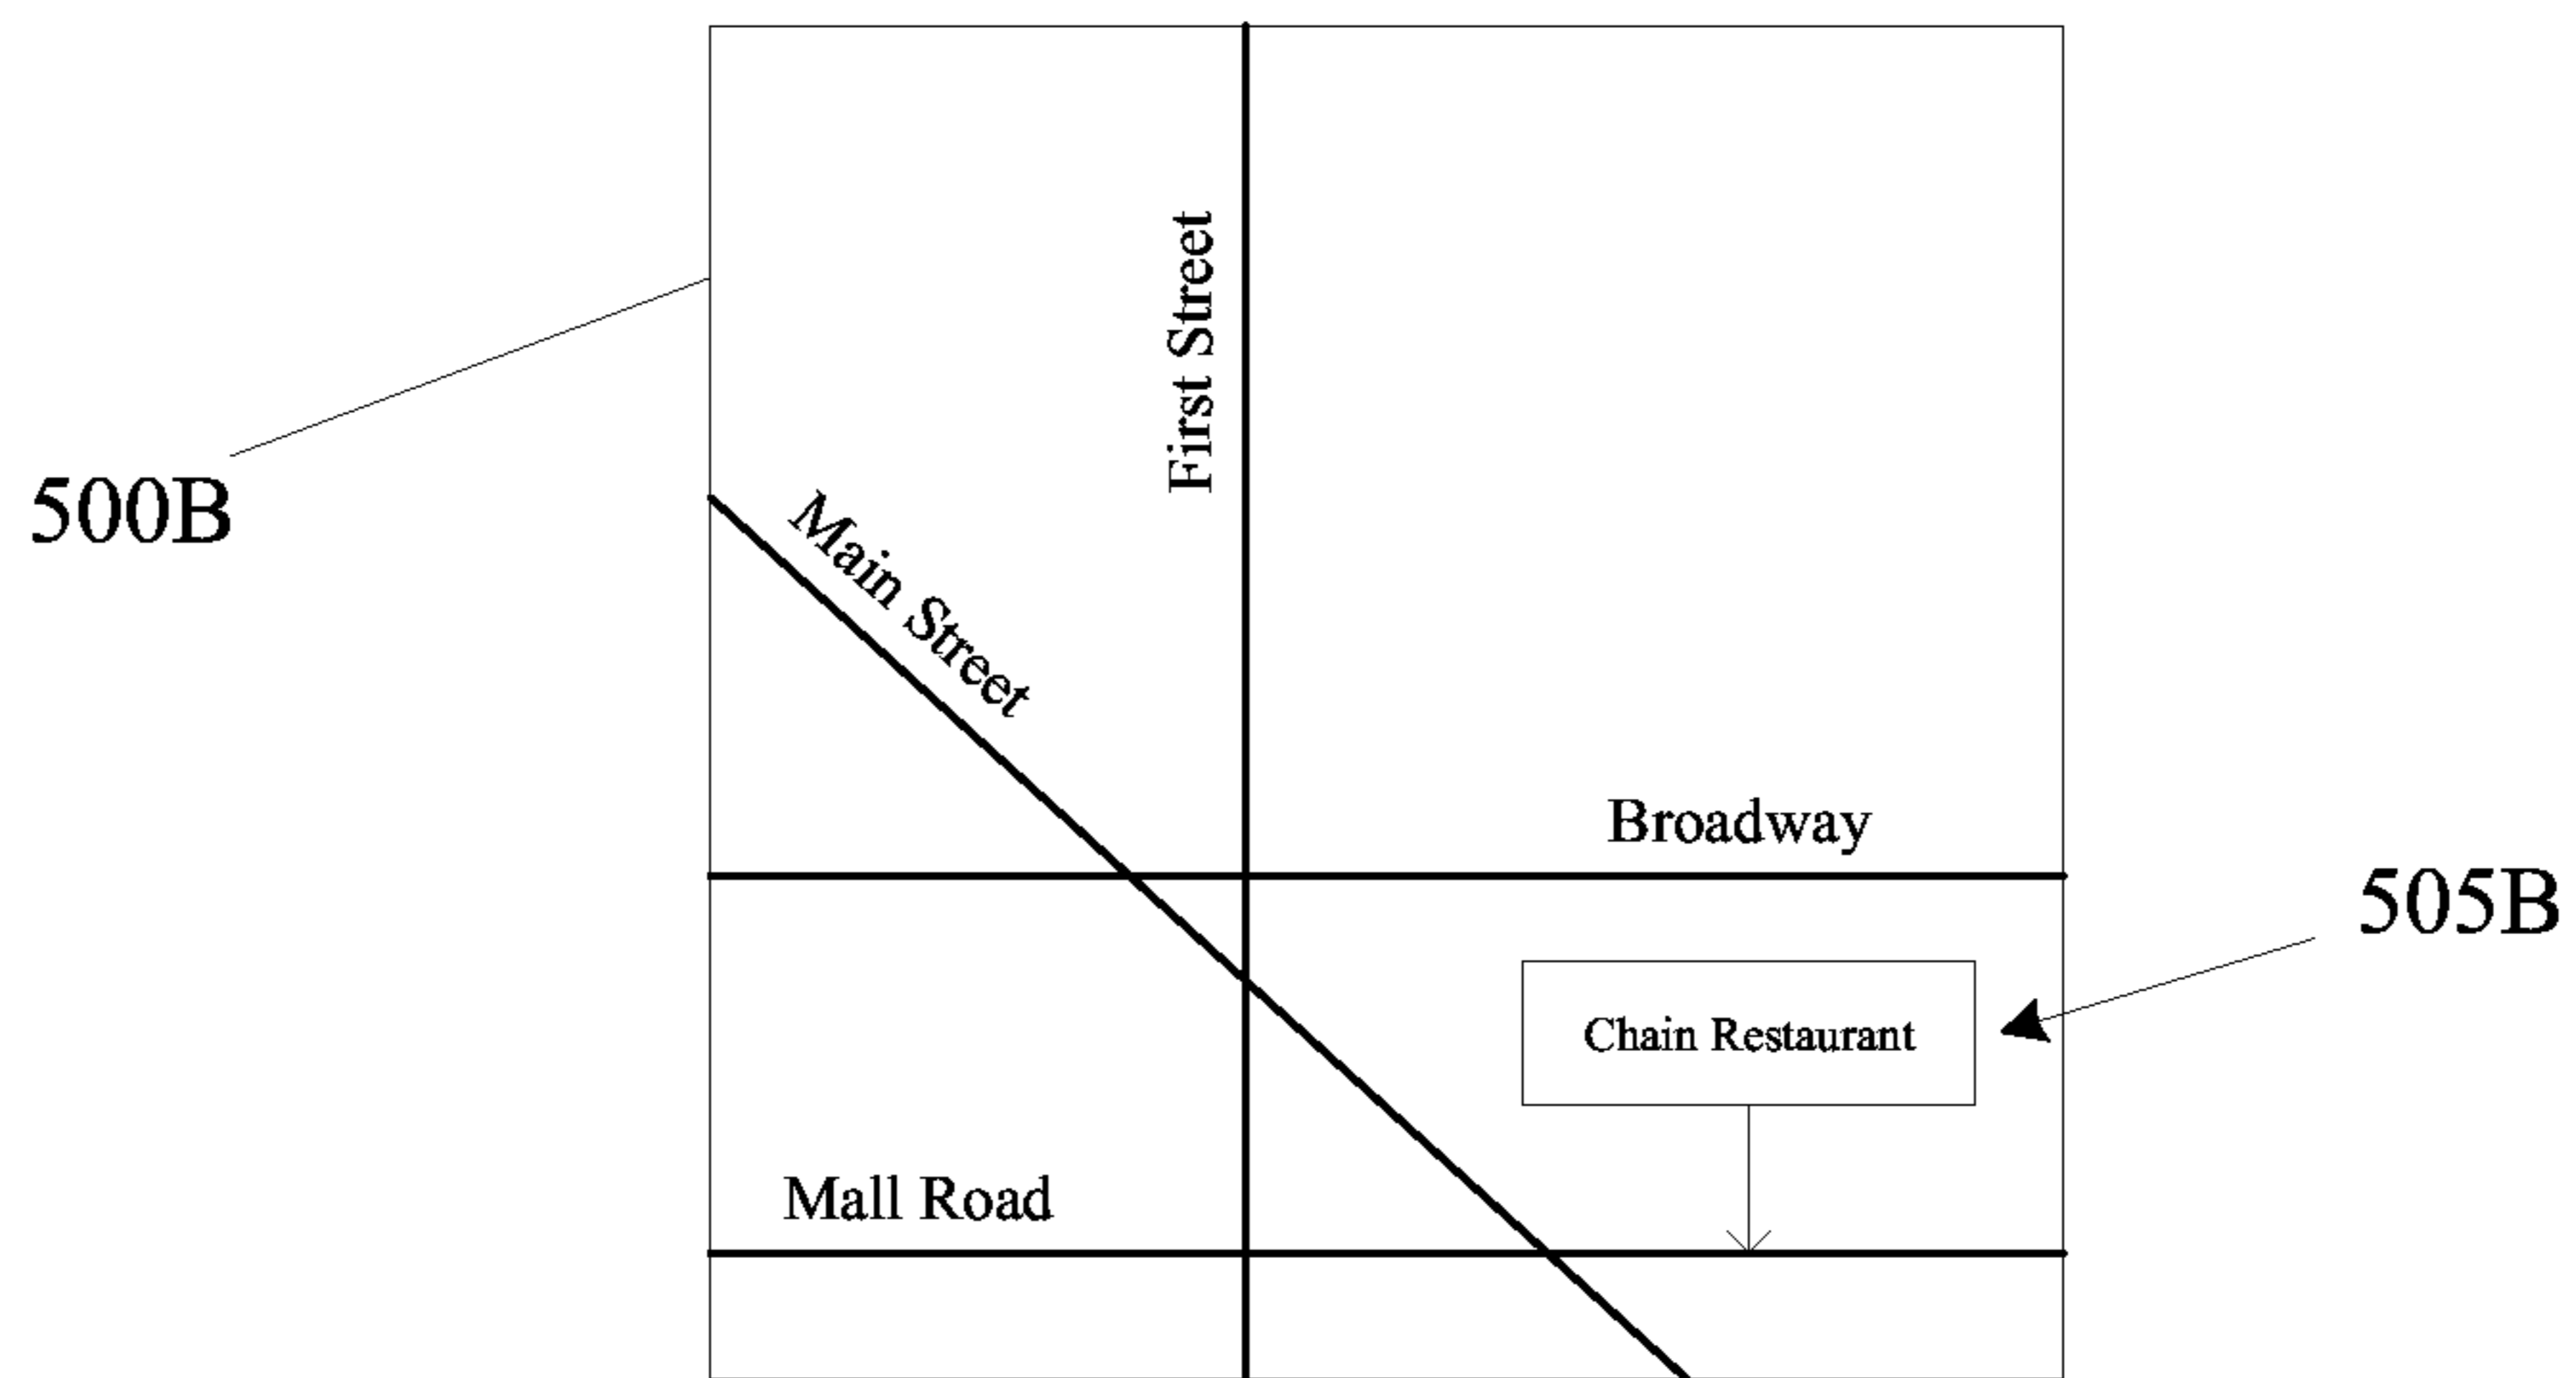 First Street
500B
Main Street
Broadway
505B
Chain Restaurant
Mall Road